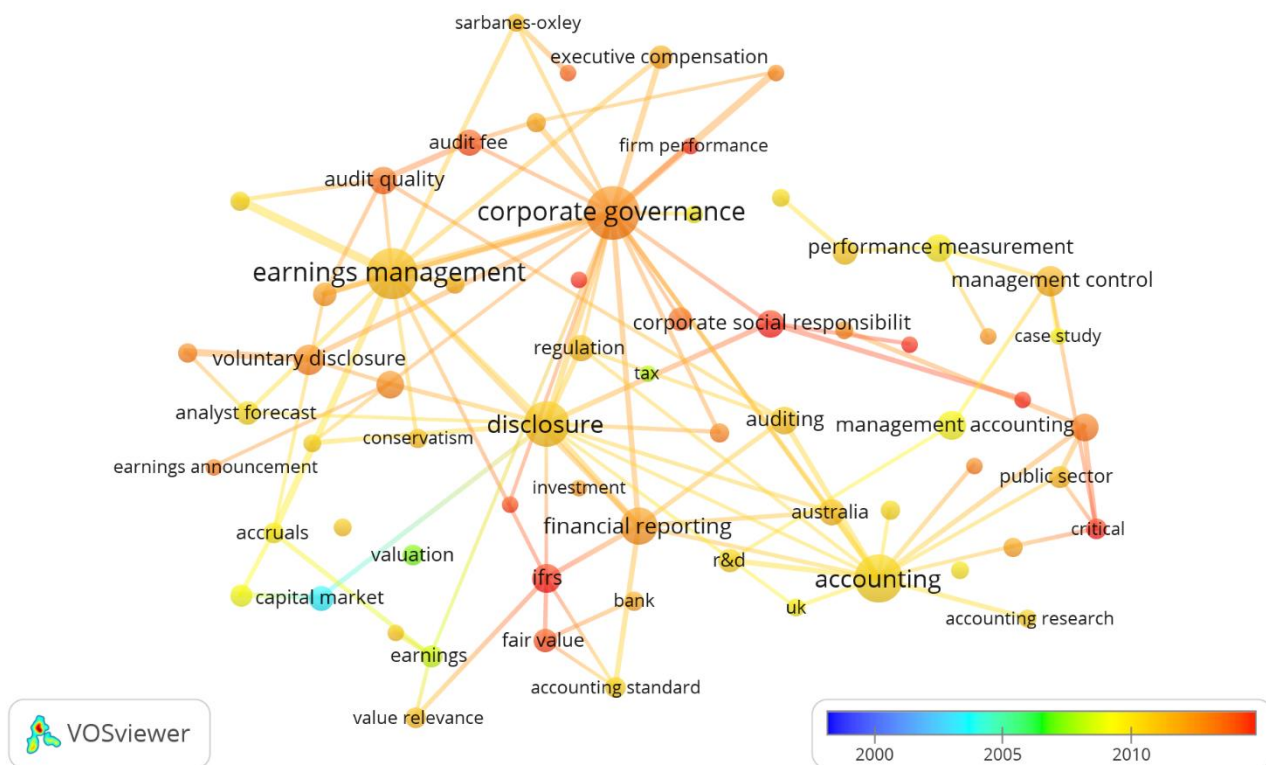 sarbanes-oxley
executive compensation
audit fee
firm performance
audit quality
corporate governance
performance measurement
earnings management
management control
corporate social responsibilit
case study
regulation
voluntary disclosure
tax
analyst forecast
disclosure
auditing
management accounting
conservatism
earnings announcement
public sector
investment
australia
financial reporting
critical
accruals
valuation
r&d
ifrs
accounting
capital market
bank
uk
accounting research
fair value
earnings
accounting standard
value relevance
VOSviewer
2000 2005 2010